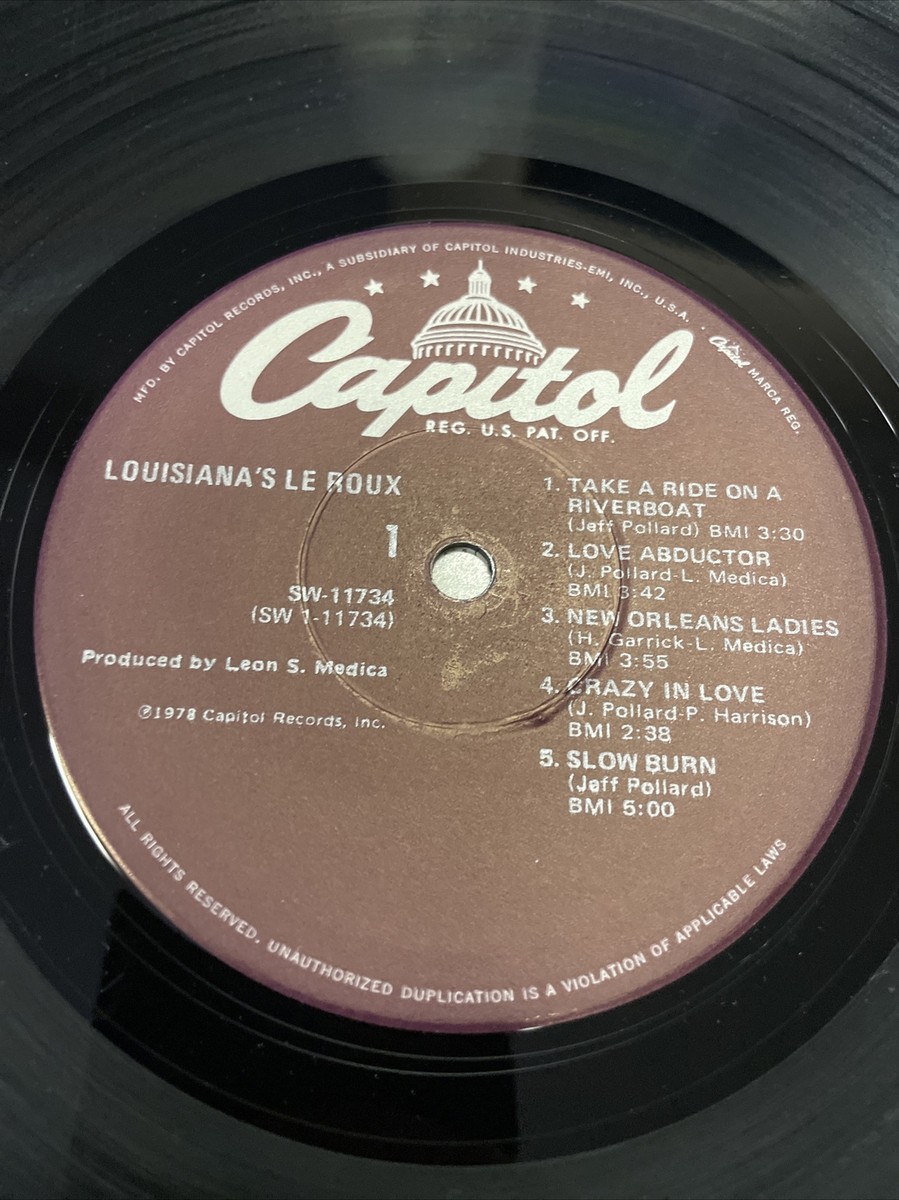 MFD. BY CAPITOL RECORDS, INC., A SUBSIDIARY OF CAPITOL INDUSTRIES-EMI, INC., U.S.A. · Capitol MARCA REG.
Capitol
REG. U.S. PAT. OFF.
LOUISIANA'S LE ROUX
1
SW-11734
(SW 1-11734)
Produced by Leon S. Medica
℗1978 Capitol Records, Inc.
1. TAKE A RIDE ON A
RIVERBOAT
(Jeff Pollard) BMI 3:30
2. LOVE ABDUCTOR
(J. Pollard-L. Medica)
BMI 3:42
3. NEW ORLEANS LADIES
(H. Garrick-L. Medica)
BMI 3:55
4. CRAZY IN LOVE
(J. Pollard-P. Harrison)
BMI 2:38
5. SLOW BURN
(Jeff Pollard)
BMI 5:00
ALL RIGHTS RESERVED. UNAUTHORIZED DUPLICATION IS A VIOLATION OF APPLICABLE LAWS